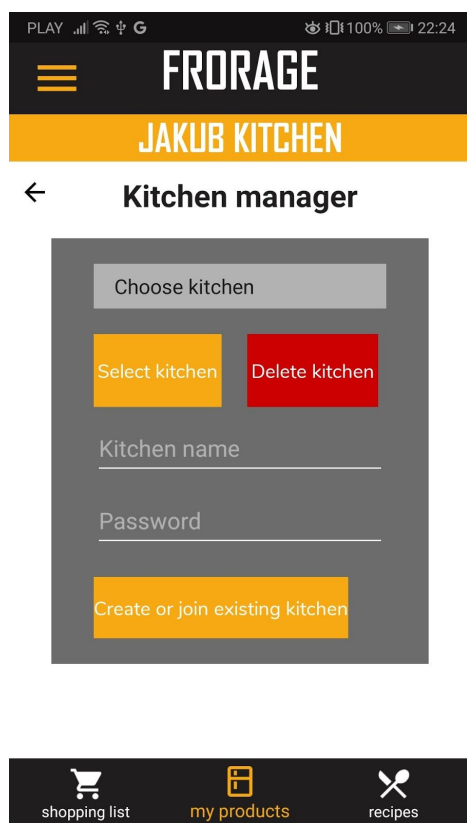 PLAY G 100% 22:24
FRORAGE
JAKUB KITCHEN
Kitchen manager
Choose kitchen
Select kitchen Delete kitchen
Kitchen name
Password
Create or join existing kitchen
shopping list my products recipes